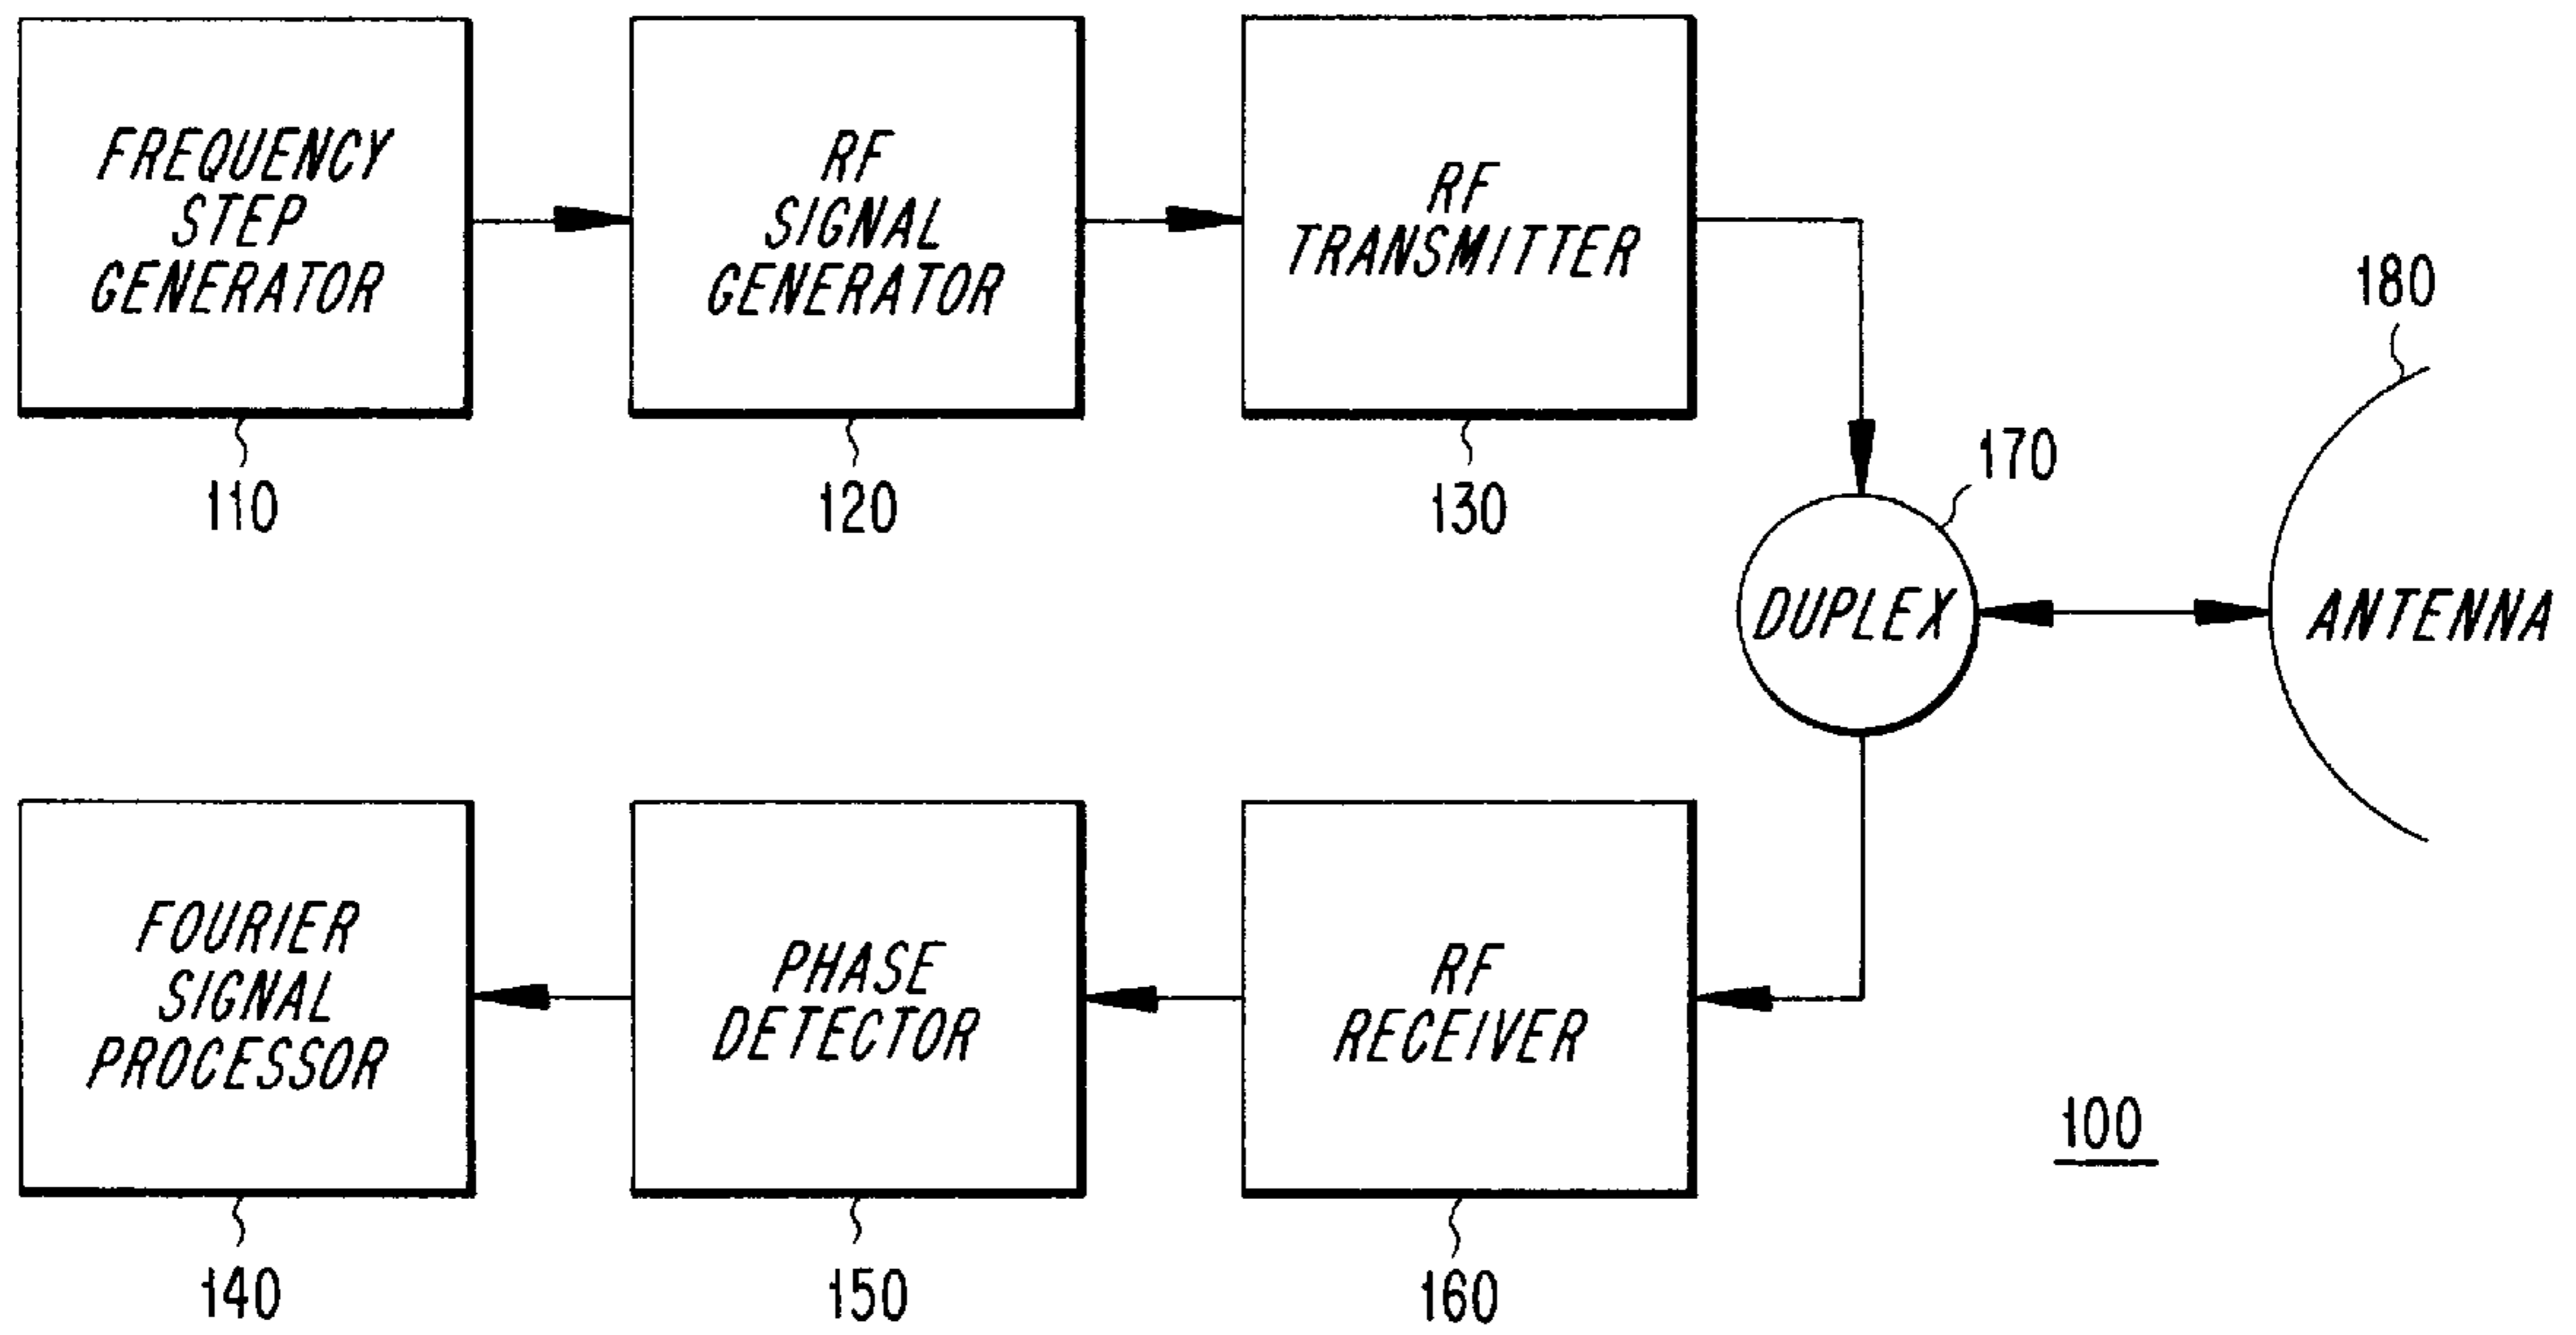 FREQUENCY
STEP
GENERATOR
110
RF
SIGNAL
GENERATOR
120
RF
TRANSMITTER
130
180
170
DUPLEX
ANTENNA
FOURIER
SIGNAL
PROCESSOR
140
PHASE
DETECTOR
150
RF
RECEIVER
160
100